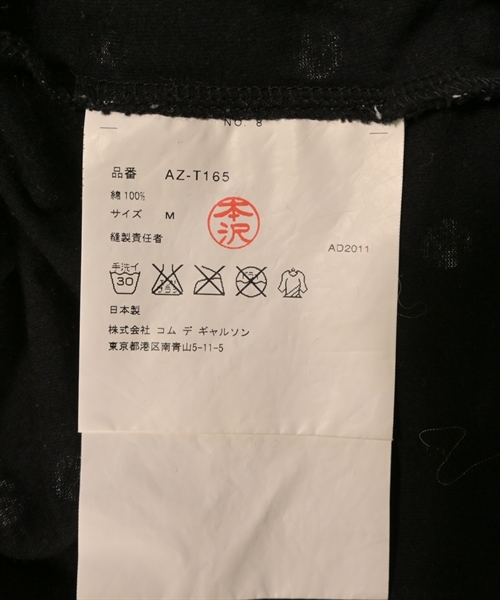 NO. 8
品番 AZ-T165
綿100%
サイズ M
本沢
縫製責任者
AD2011
手洗イ
30
日本製
株式会社 コム デ ギャルソン
東京都港区南青山5-11-5